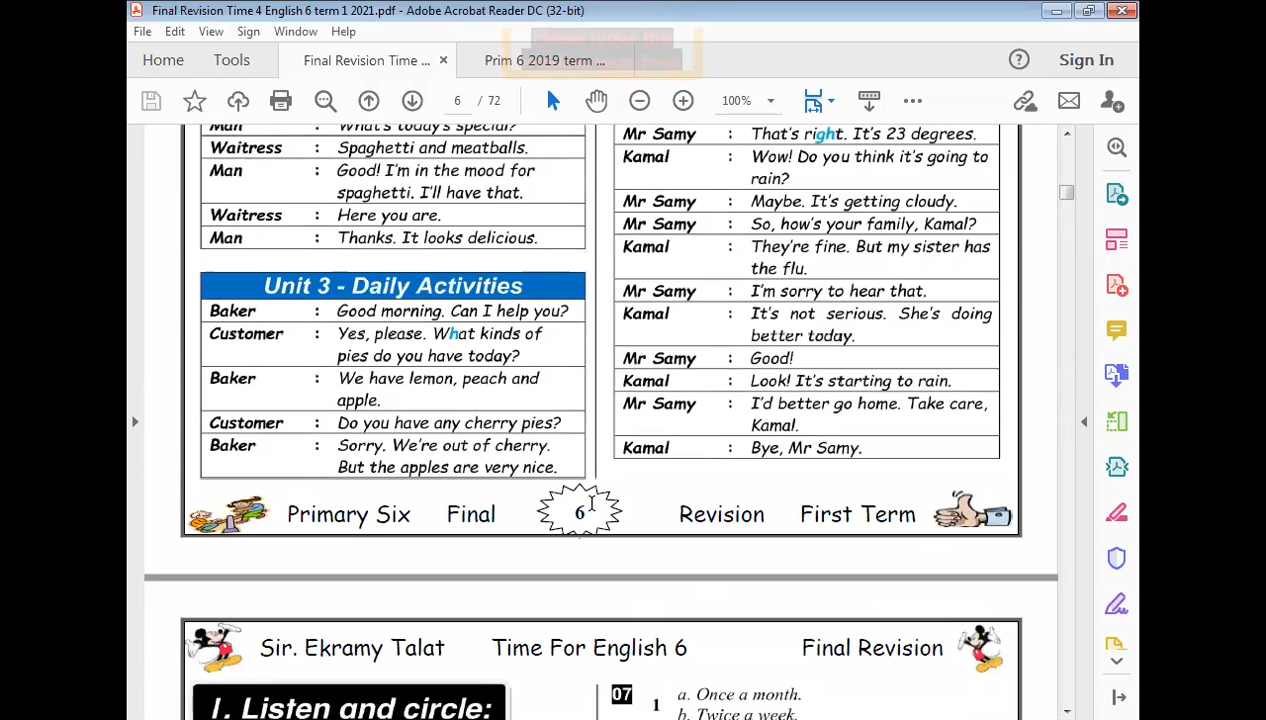 Final Revision Time 4 English 6 term 1 2021.pdf - Adobe Acrobat Reader DC (32-bit)
File Edit View Sign Window Help
Home Tools Final Revision Time ... × Prim 6 2019 term ... Sign In
6 / 72 100%
Man : What's today's special?
Waitress : Spaghetti and meatballs.
Man : Good! I'm in the mood for
spaghetti. I'll have that.
Waitress : Here you are.
Man : Thanks. It looks delicious.
Unit 3 - Daily Activities
Baker : Good morning. Can I help you?
Customer : Yes, please. What kinds of
pies do you have today?
Baker : We have lemon, peach and
apple.
Customer : Do you have any cherry pies?
Baker : Sorry. We're out of cherry.
But the apples are very nice.
Mr Samy : That's right. It's 23 degrees.
Kamal : Wow! Do you think it's going to
rain?
Mr Samy : Maybe. It's getting cloudy.
Mr Samy : So, how's your family, Kamal?
Kamal : They're fine. But my sister has
the flu.
Mr Samy : I'm sorry to hear that.
Kamal : It's not serious. She's doing
better today.
Mr Samy : Good!
Kamal : Look! It's starting to rain.
Mr Samy : I'd better go home. Take care,
Kamal.
Kamal : Bye, Mr Samy.
Primary Six Final 6 Revision First Term
Sir. Ekramy Talat Time For English 6 Final Revision
1. Listen and circle:
07 1 a. Once a month.
b. Twice a week.